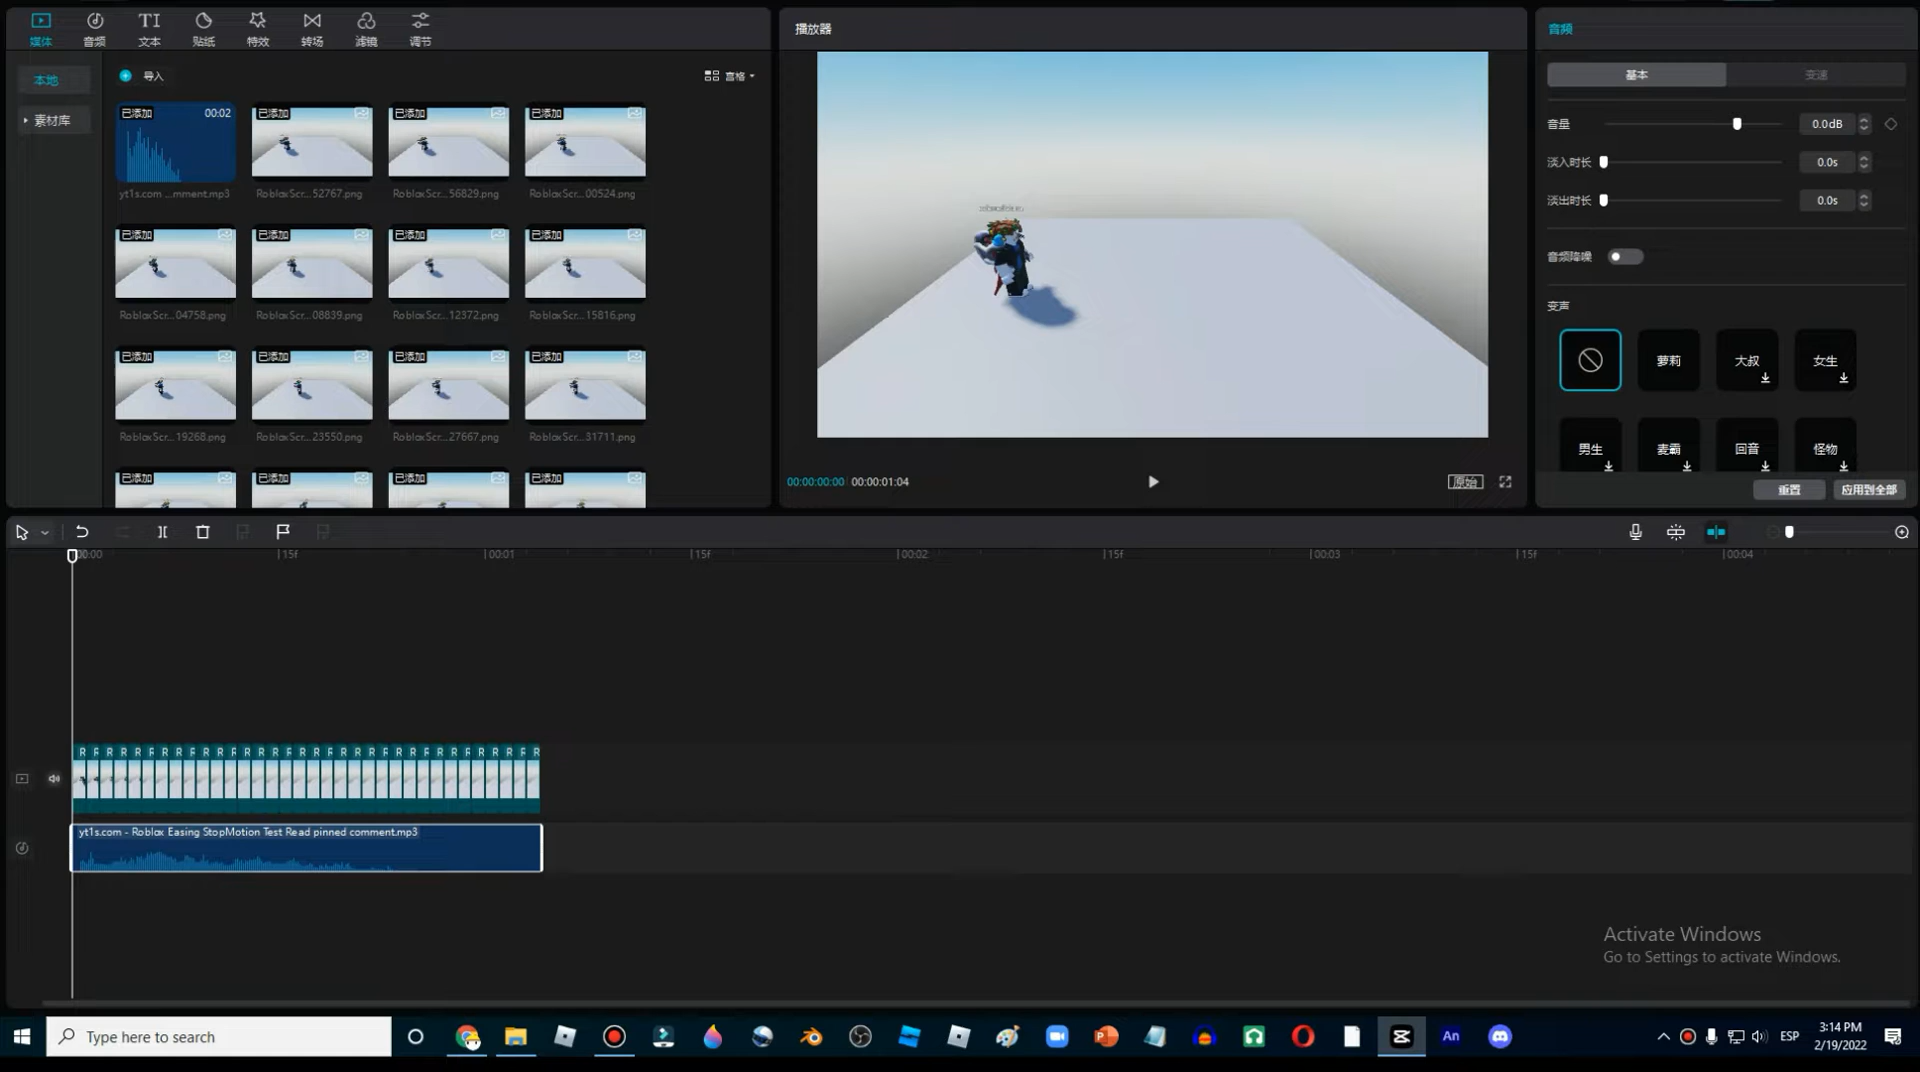 媒体
音频
文本
贴纸
特效
转场
滤镜
调节
本地
素材库
导入
宫格
已添加 00:02
已添加
已添加
已添加
yt1s.com ...mment.mp3
RobloxScr...52767.png
RobloxScr...56829.png
RobloxScr...00524.png
已添加
已添加
已添加
已添加
RobloxScr...04758.png
RobloxScr...08839.png
RobloxScr...12372.png
RobloxScr...15816.png
已添加
已添加
已添加
已添加
RobloxScr...19268.png
RobloxScr...23550.png
RobloxScr...27667.png
RobloxScr...31711.png
已添加
已添加
已添加
已添加
播放器
00:00:00:00 00:00:01:04
原始
音频
基本
变速
音量 0.0dB
淡入时长 0.0s
淡出时长 0.0s
音频降噪
变声
萝莉
大叔
女生
男生
麦霸
回音
怪物
重置
应用到全部
00:00 |15f |00:01 |15f |00:02 |15f |00:03 |15f |00:04
yt1s.com - Roblox Easing StopMotion Test Read pinned comment.mp3
Activate Windows
Go to Settings to activate Windows.
Type here to search
An
ESP
3:14 PM
2/19/2022